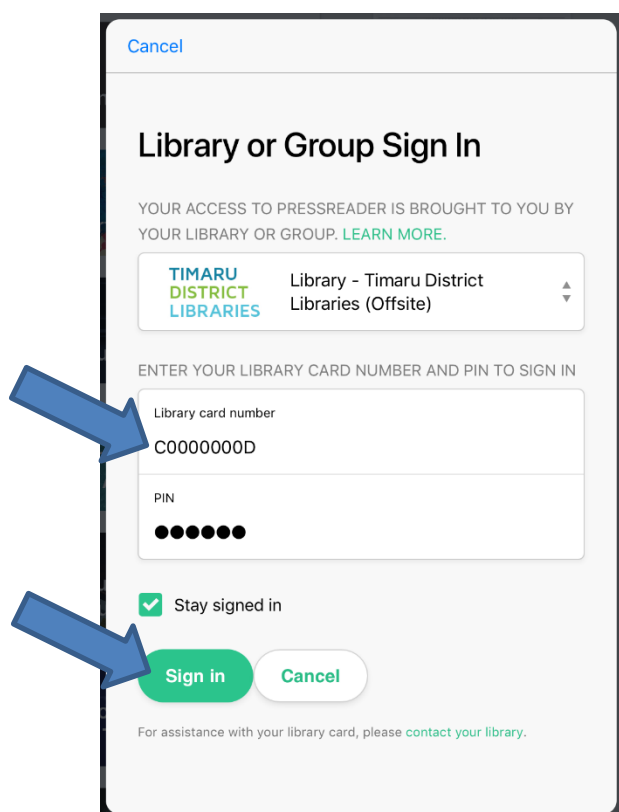 Cancel
Library or Group Sign In
YOUR ACCESS TO PRESSREADER IS BROUGHT TO YOU BY
YOUR LIBRARY OR GROUP. LEARN MORE.
TIMARU
DISTRICT
LIBRARIES
Library - Timaru District
Libraries (Offsite)
ENTER YOUR LIBRARY CARD NUMBER AND PIN TO SIGN IN
Library card number
C0000000D
PIN
●●●●●●
Stay signed in
Sign in
Cancel
For assistance with your library card, please contact your library.